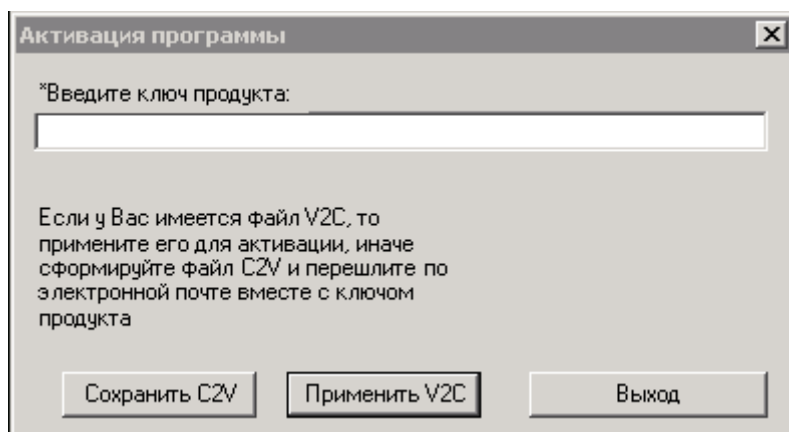 Активация программы
*Введите ключ продукта:
Если у Вас имеется файл V2C, то
примените его для активации, иначе
сформируйте файл C2V и перешлите по
электронной почте вместе с ключом
продукта
Сохранить C2V Применить V2C Выход